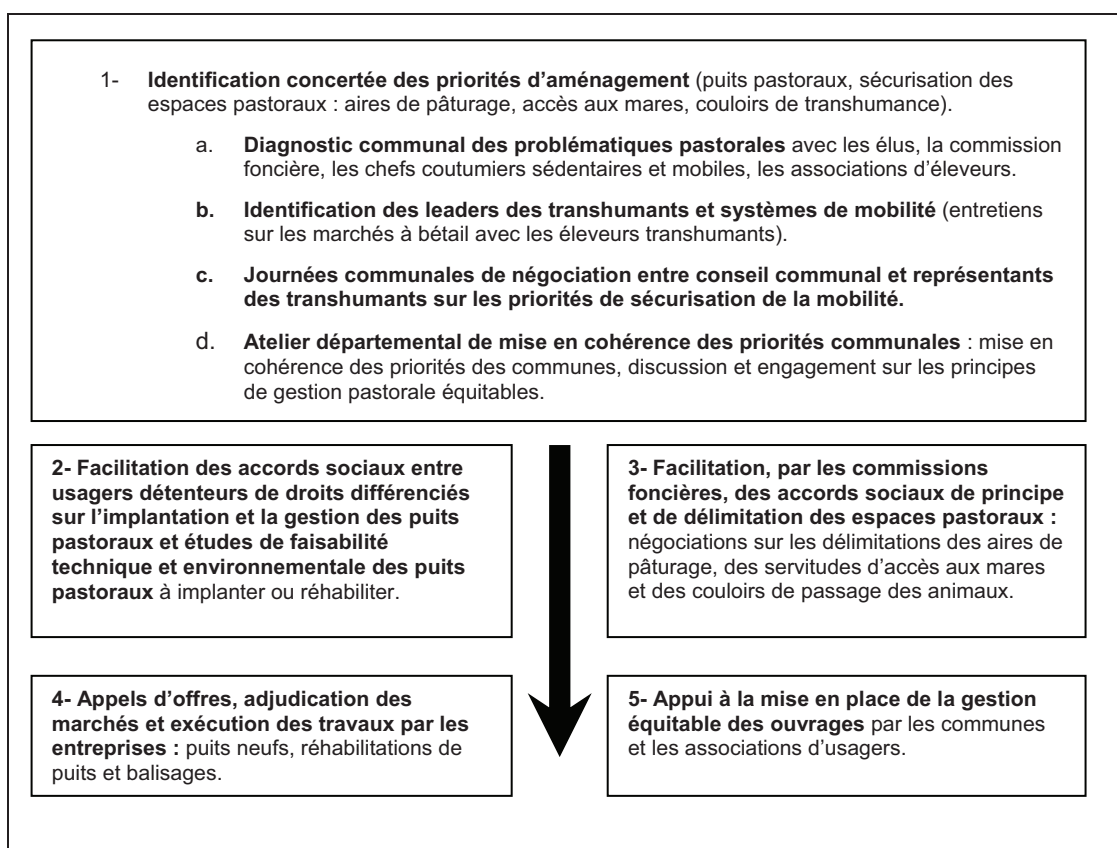 1- Identification concertée des priorités d’aménagement (puits pastoraux, sécurisation des
espaces pastoraux : aires de pâturage, accès aux mares, couloirs de transhumance).
a. Diagnostic communal des problématiques pastorales avec les élus, la commission
foncière, les chefs coutumiers sédentaires et mobiles, les associations d’éleveurs.
b. Identification des leaders des transhumants et systèmes de mobilité (entretiens
sur les marchés à bétail avec les éleveurs transhumants).
c. Journées communales de négociation entre conseil communal et représentants
des transhumants sur les priorités de sécurisation de la mobilité.
d. Atelier départemental de mise en cohérence des priorités communales : mise en
cohérence des priorités des communes, discussion et engagement sur les principes
de gestion pastorale équitables.
2- Facilitation des accords sociaux entre
usagers détenteurs de droits différenciés
sur l’implantation et la gestion des puits
pastoraux et études de faisabilité
technique et environnementale des puits
pastoraux à implanter ou réhabiliter.
3- Facilitation, par les commissions
foncières, des accords sociaux de principe
et de délimitation des espaces pastoraux :
négociations sur les délimitations des aires de
pâturage, des servitudes d’accès aux mares
et des couloirs de passage des animaux.
4- Appels d’offres, adjudication des
marchés et exécution des travaux par les
entreprises : puits neufs, réhabilitations de
puits et balisages.
5- Appui à la mise en place de la gestion
équitable des ouvrages par les communes
et les associations d’usagers.